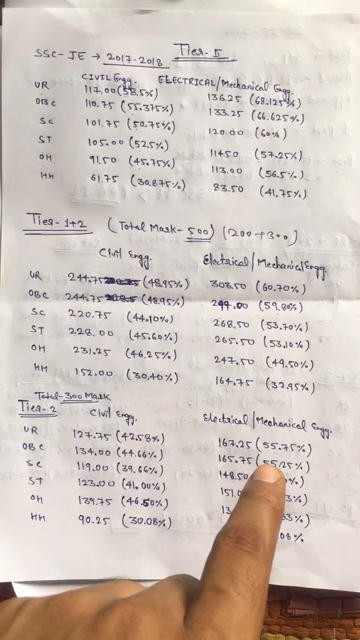 SSC-JE → 2017-2018 Tier-I
CIVIL Engg. ELECTRICAL/Mechanical Engg.
UR 117.00 (58.5%) 136.25 (68.125%)
OBC 110.75 (55.375%) 133.25 (66.625%)
SC 101.75 (50.75%) 120.00 (60%)
ST 105.00 (52.5%) 114.50 (57.25%)
OH 91.50 (45.75%) 113.00 (56.5%)
HH 61.75 (30.875%) 83.50 (41.75%)
Tier-1+2 (Total Mask-500) (200+300)
Civil Engg. Electrical/Mechanical Engg.
UR 244.75 (48.95%) 308.50 (60.70%)
OBC 244.75 (48.95%) 299.00 (59.80%)
SC 220.75 (44.10%) 268.50 (53.70%)
ST 228.00 (45.60%) 265.50 (53.10%)
OH 231.25 (46.25%) 247.50 (49.50%)
HH 152.00 (30.40%) 164.75 (32.95%)
Total-300 Mask
Tier-2 Civil Engg. Electrical/Mechanical Engg.
UR 127.75 (42.58%) 167.25 (55.75%)
OBC 134.00 (44.66%) 165.75 (55.25%)
SC 119.00 (39.66%) 148.50
ST 123.00 (41.00%) 151.0 3%)
OH 139.75 (46.50%) 3%)
HH 90.25 (30.08%) 08%